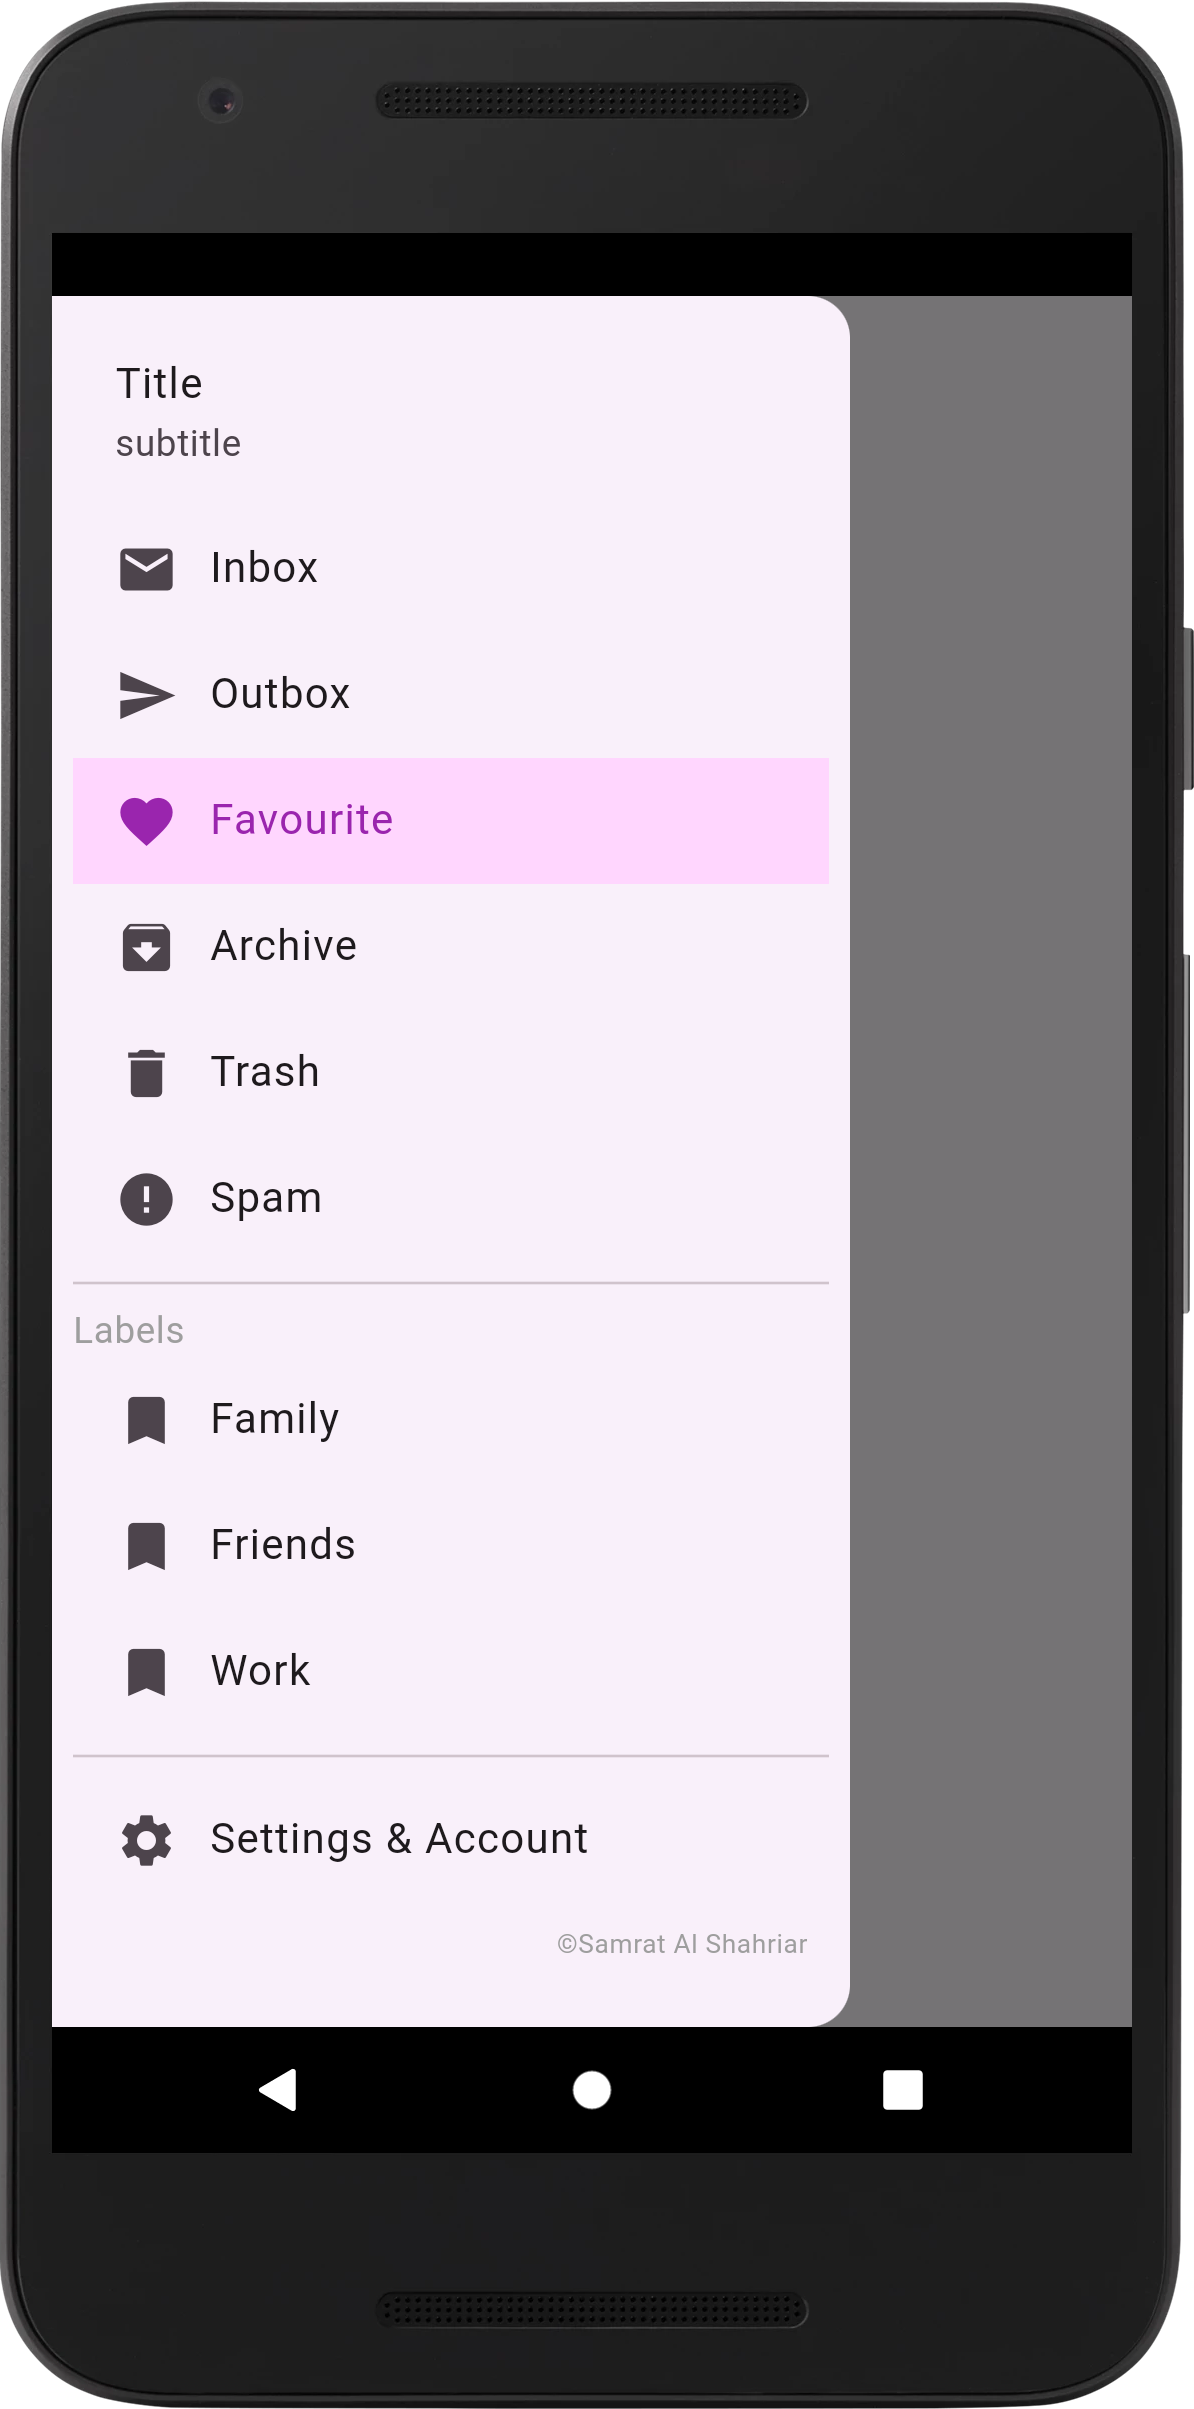 Title
subtitle
Inbox
Outbox
Favourite
Archive
Trash
Spam
Labels
Family
Friends
Work
Settings & Account
©Samrat Al Shahriar